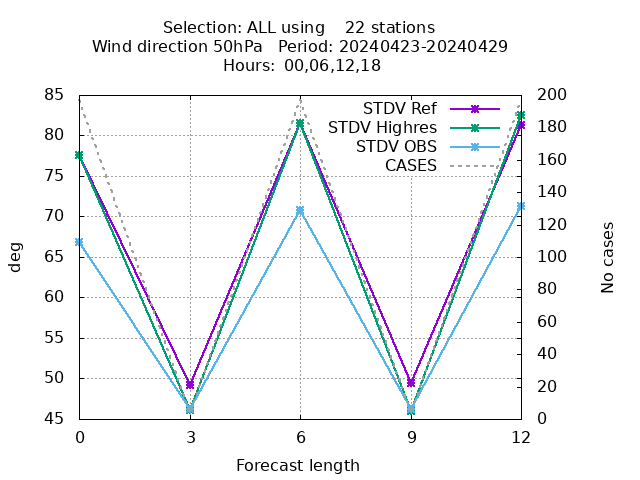 Selection: ALL using    22 stations
Wind direction 50hPa   Period: 20240423-20240429
Hours:  00,06,12,18
85
80
75
70
65
60
55
50
45
deg
STDV Ref
STDV Highres
STDV OBS
CASES
200
180
160
140
120
100
80
60
40
20
0
No cases
0
3
6
9
12
Forecast length